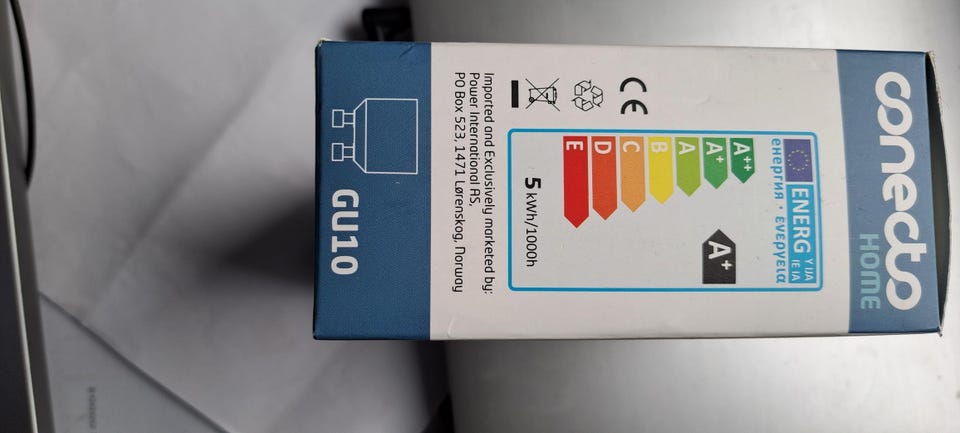 conecto
HOME
ENERG Y IJA
IE IA
енергия · ενεργεια
A++
A+
A
B
C
D
E
A+
5 kWh/1000h
CE
Imported and Exclusively marketed by:
Power International AS,
PO Box 523, 1471 Lørenskog, Norway
GU10